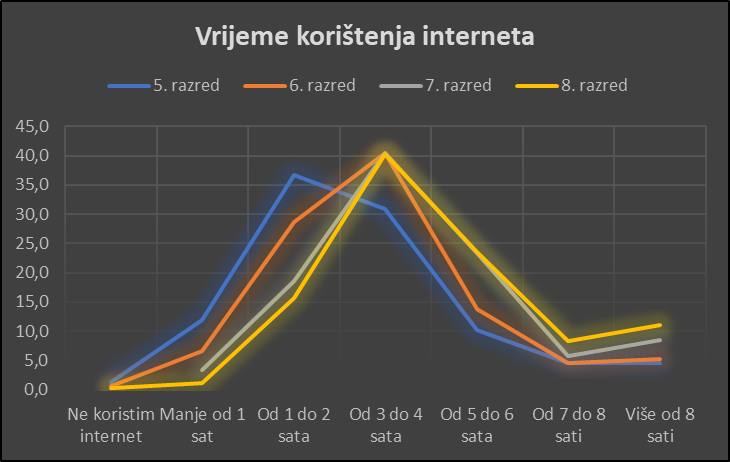 Vrijeme korištenja interneta
5. razred 6. razred 7. razred 8. razred
45,0
40,0
35,0
30,0
25,0
20,0
15,0
10,0
5,0
0,0
Ne koristim Manje od 1 Od 1 do 2 Od 3 do 4 Od 5 do 6 Od 7 do 8 Više od 8
internet sat sata sata sata sati sati